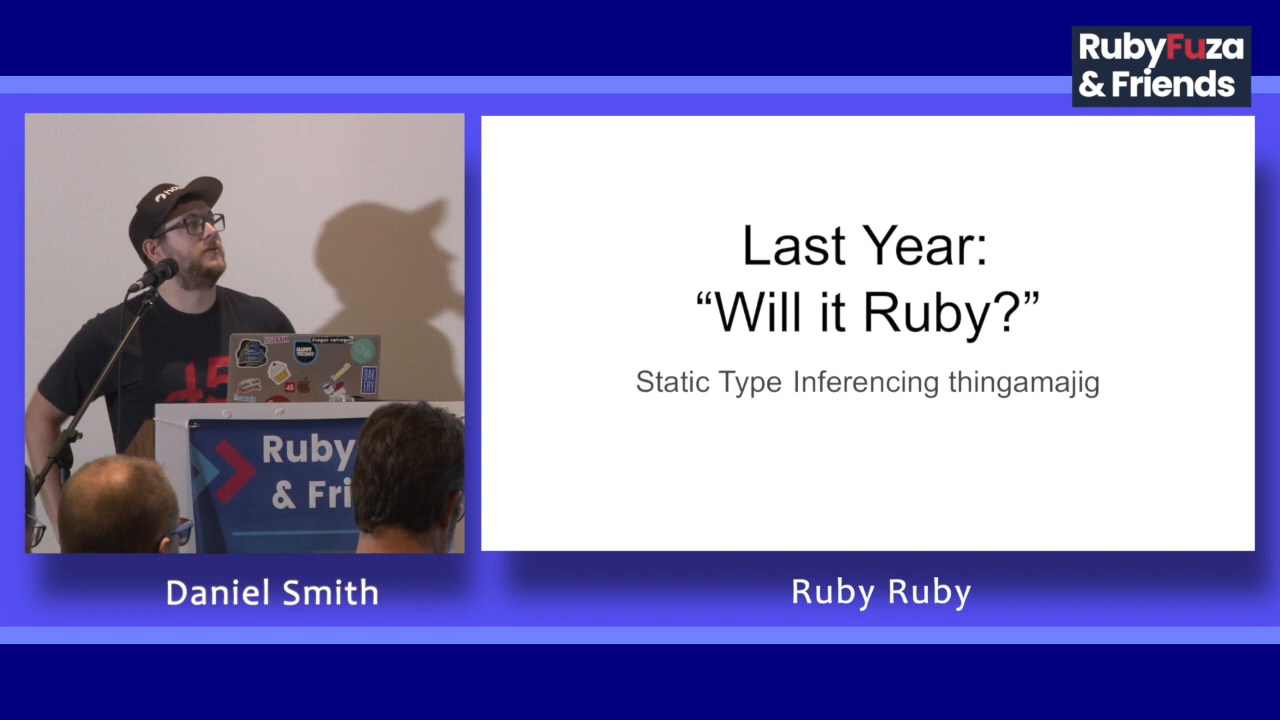 RubyFuza
& Friends
Last Year:
“Will it Ruby?”
Static Type Inferencing thingamajig
Ruby
& Fri
Daniel Smith
Ruby Ruby